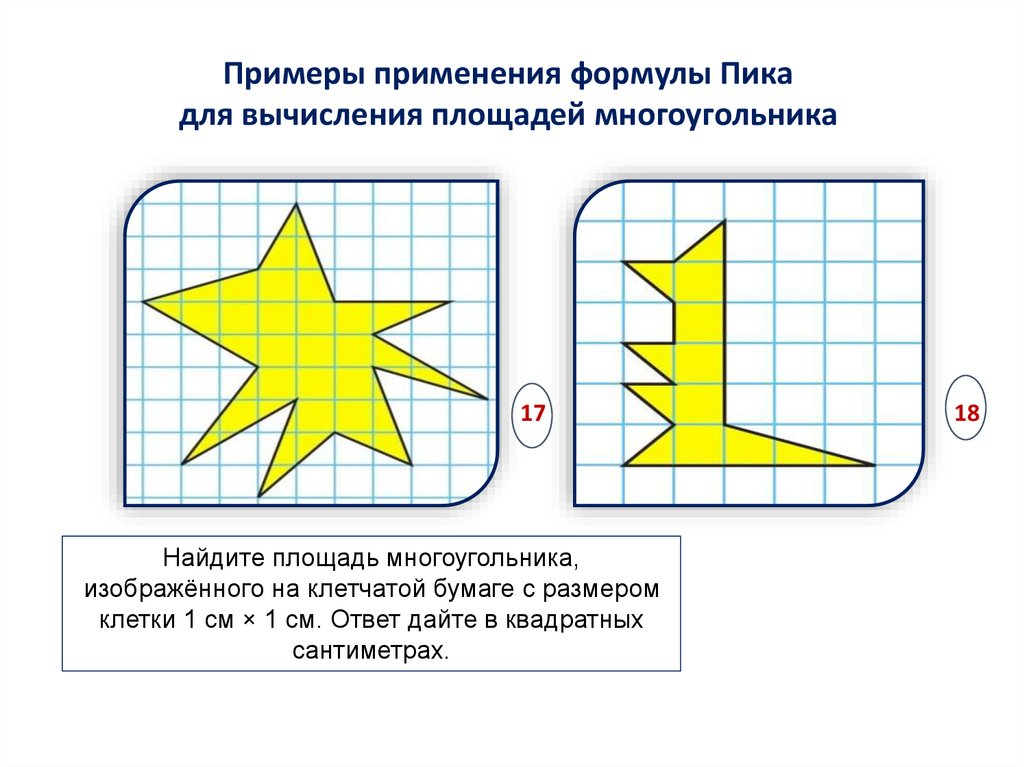 Примеры применения формулы Пика
для вычисления площадей многоугольника
17
18
Найдите площадь многоугольника,
изображённого на клетчатой бумаге с размером
клетки 1 см × 1 см. Ответ дайте в квадратных
сантиметрах.